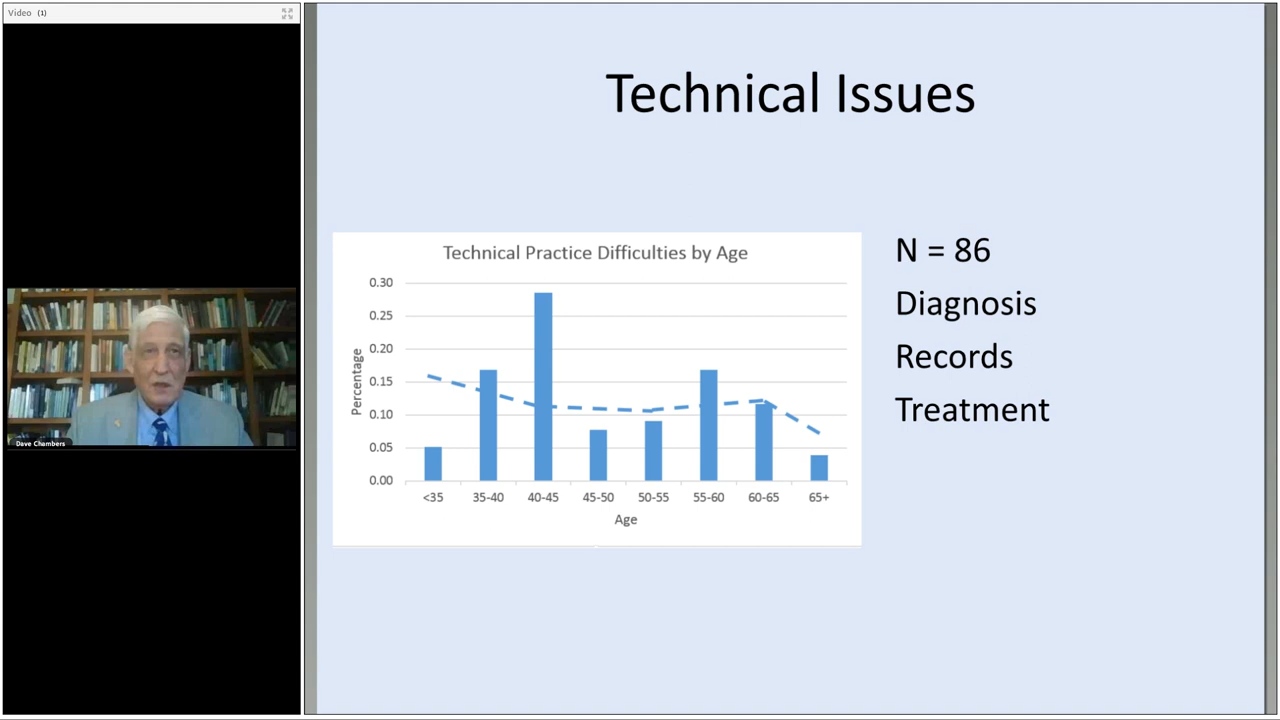 Video (1)
Dave Chambers
Technical Issues
Technical Practice Difficulties by Age
0.30
0.25
0.20
0.15
0.10
0.05
0.00
Percentage
<35 35-40 40-45 45-50 50-55 55-60 60-65 65+
Age
N = 86
Diagnosis
Records
Treatment